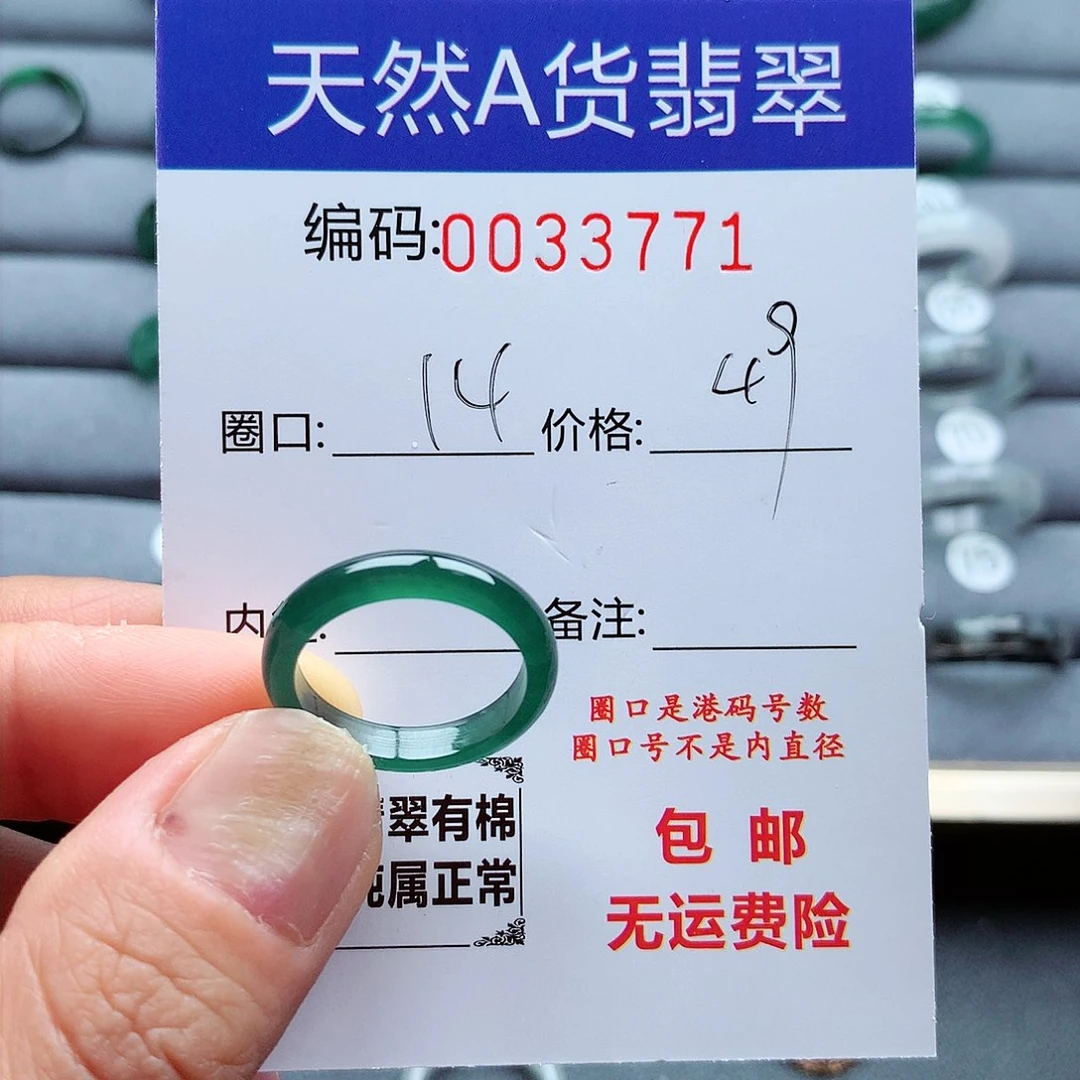 天然A货翡翠
编码:0033771
圈口: 14 价格: 49
内 : 备注:
圈口是港码号数
圈口号不是内直径
翠有棉
属正常
包 邮
无运费险